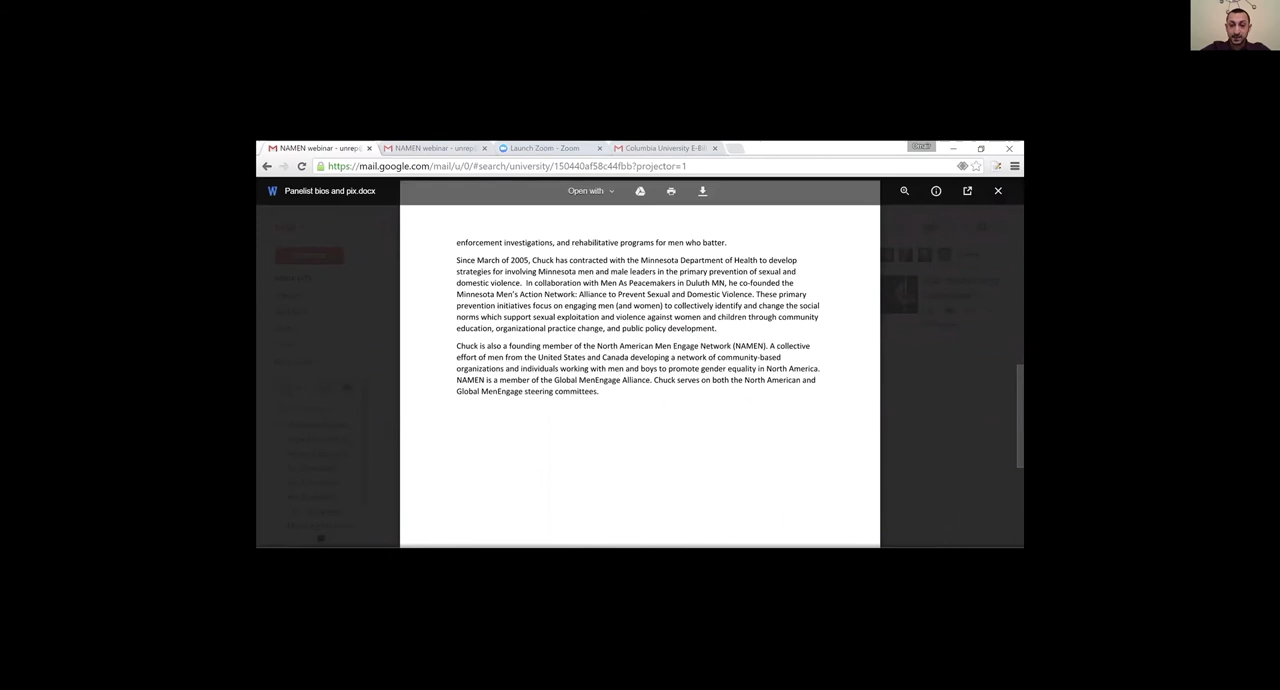 NAMEN webinar - unrep
NAMEN webinar - unrep
Launch Zoom - Zoom
Columbia University E-Bil
Omair
https://mail.google.com/mail/u/0/#search/university/150440af58c44fbb?projector=1
Panelist bios and pix.docx
Open with
enforcement investigations, and rehabilitative programs for men who batter.
Since March of 2005, Chuck has contracted with the Minnesota Department of Health to develop
strategies for involving Minnesota men and male leaders in the primary prevention of sexual and
domestic violence. In collaboration with Men As Peacemakers in Duluth MN, he co-founded the
Minnesota Men's Action Network: Alliance to Prevent Sexual and Domestic Violence. These primary
prevention initiatives focus on engaging men (and women) to collectively identify and change the social
norms which support sexual exploitation and violence against women and children through community
education, organizational practice change, and public policy development.
Chuck is also a founding member of the North American Men Engage Network (NAMEN). A collective
effort of men from the United States and Canada developing a network of community-based
organizations and individuals working with men and boys to promote gender equality in North America.
NAMEN is a member of the Global MenEngage Alliance. Chuck serves on both the North American and
Global MenEngage steering committees.